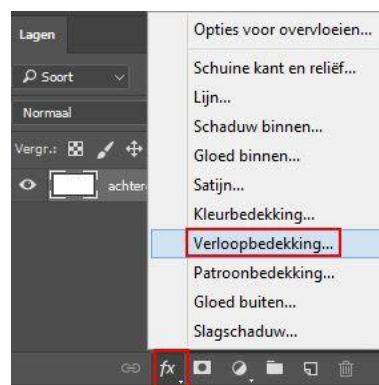 Lagen
Soort
Normaal
Vergr.:
achter
Opties voor overvloeien...
Schuine kant en reliëf...
Lijn...
Schaduw binnen...
Gloed binnen...
Satijn...
Kleurbedekking...
Verloopbedekking...
Patroonbedekking...
Gloed buiten...
Slagschaduw...
fx